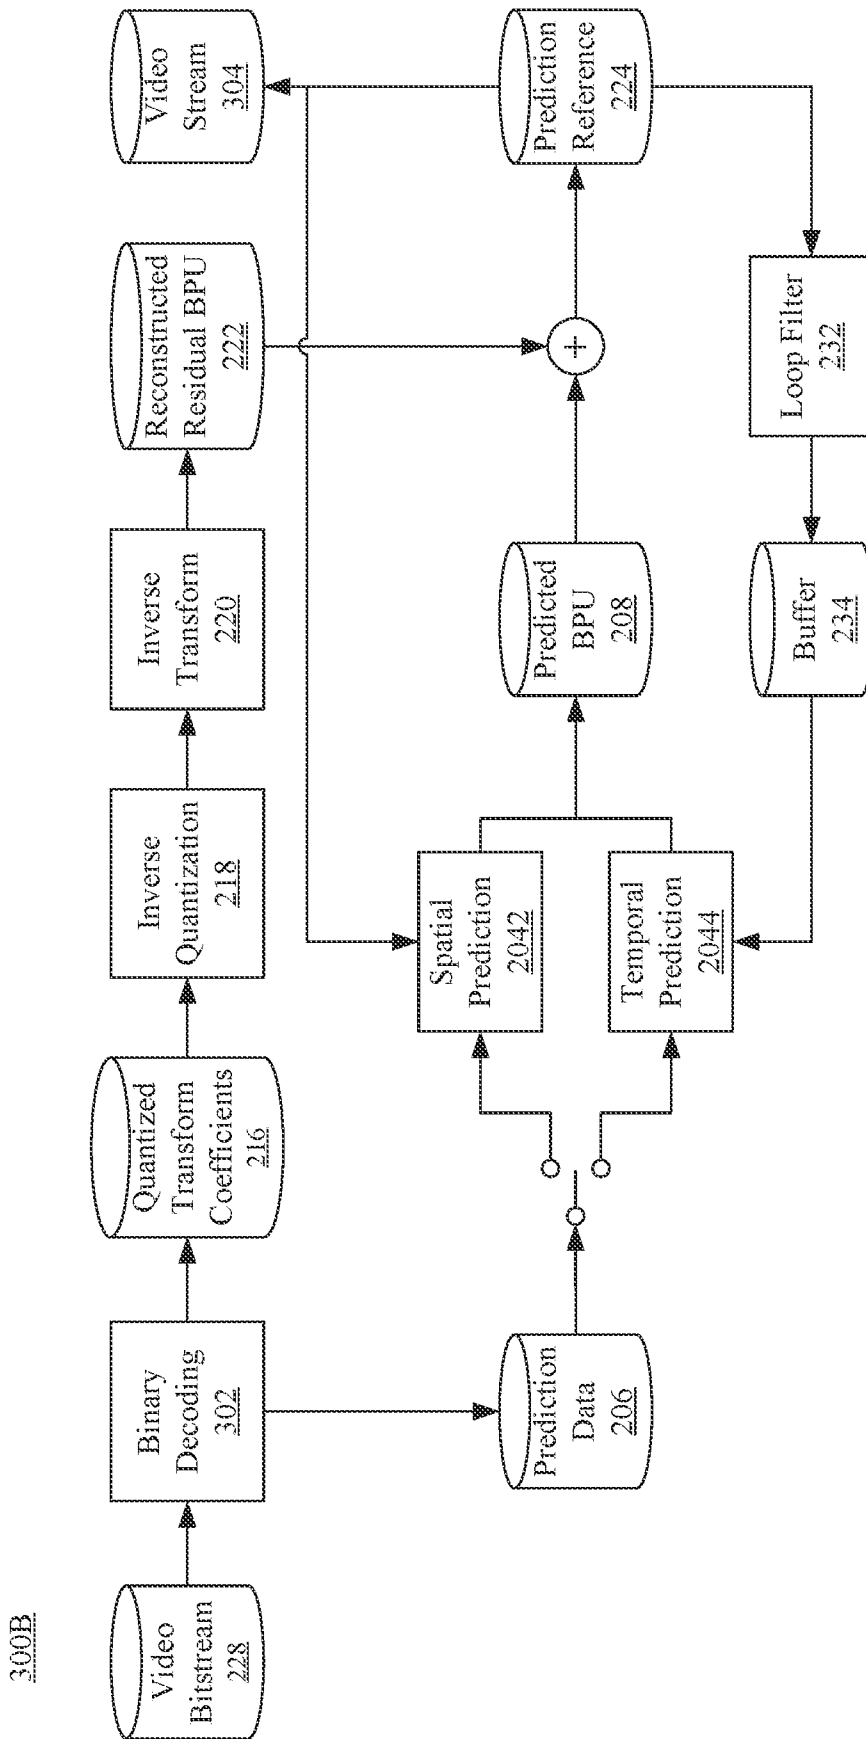 300B
Video
Bitstream
228
Binary
Decoding
302
Quantized
Transform
Coefficients
216
Inverse
Quantization
218
Inverse
Transform
220
Reconstructed
Residual BPU
222
Video
Stream
304
Prediction
Data
206
Spatial
Prediction
2042
Temporal
Prediction
2044
Predicted
BPU
208
+
Prediction
Reference
224
Buffer
234
Loop Filter
232